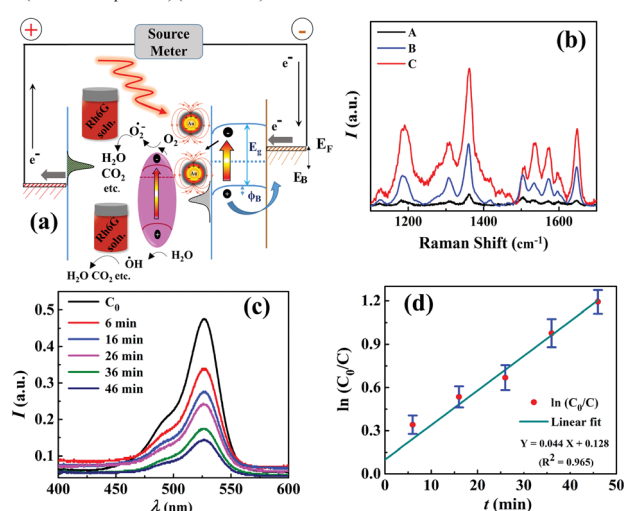 +
Source
Meter
-
e-
e-
Rh6G
soln.
O2•-
O2
H2O
CO2
etc.
Au
Au
Eg
ϕB
EF
EB
e-
e-
(a)
Rh6G
soln.
ȮH
H2O
H2O CO2 etc.
(b)
A
B
C
I (a.u.)
1200 1400 1600
Raman Shift (cm-1)
(c)
C0
6 min
16 min
26 min
36 min
46 min
I (a.u.)
0.5
0.4
0.3
0.2
0.1
400 450 500 550 600
λ (nm)
(d)
ln (C0/C)
1.2
0.9
0.6
0.3
0.0
ln (C0/C)
Linear fit
Y = 0.044 X + 0.128
(R2 = 0.965)
0 10 20 30 40 50
t (min)